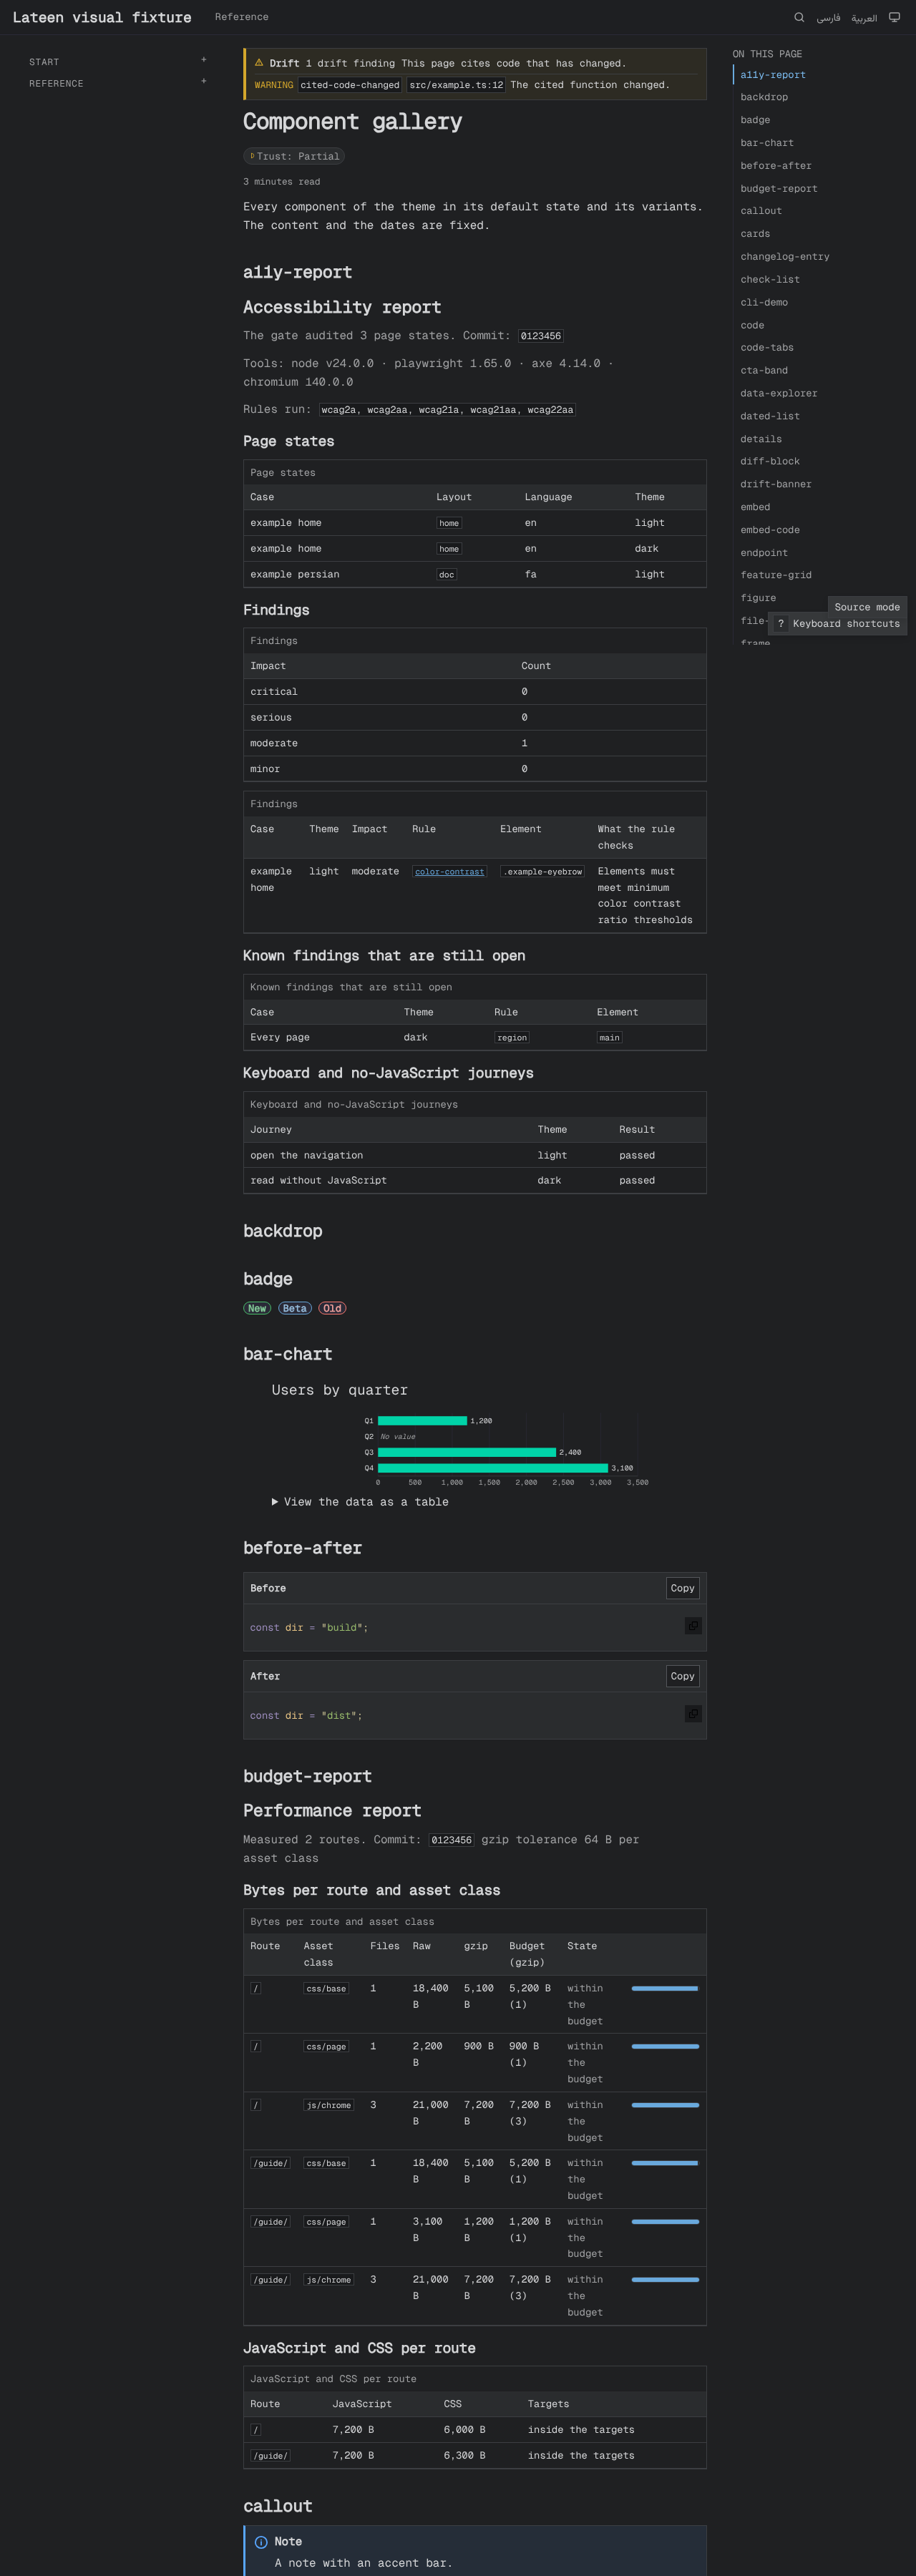 Lateen visual fixture
Reference
فارسی
العربية
START +
REFERENCE +
⚠ Drift 1 drift finding This page cites code that has changed.
WARNING cited-code-changed src/example.ts:12 The cited function changed.
Component gallery
Trust: Partial
3 minutes read
Every component of the theme in its default state and its variants.
The content and the dates are fixed.
ON THIS PAGE
a11y-report
backdrop
badge
bar-chart
before-after
budget-report
callout
cards
changelog-entry
check-list
cli-demo
code
code-tabs
cta-band
data-explorer
dated-list
details
diff-block
drift-banner
embed
embed-code
endpoint
feature-grid
figure
file-
frame
Source mode
? Keyboard shortcuts
a11y-report
Accessibility report
The gate audited 3 page states. Commit: 0123456
Tools: node v24.0.0 · playwright 1.65.0 · axe 4.14.0 ·
chromium 140.0.0
Rules run: wcag2a, wcag2aa, wcag21a, wcag21aa, wcag22aa
Page states
Page states
Case Layout Language Theme
example home home en light
example home home en dark
example persian doc fa light
Findings
Findings
Impact Count
critical 0
serious 0
moderate 1
minor 0
Findings
Case Theme Impact Rule Element What the rule
checks
example light moderate color-contrast .example-eyebrow Elements must
home meet minimum
color contrast
ratio thresholds
Known findings that are still open
Known findings that are still open
Case Theme Rule Element
Every page dark region main
Keyboard and no-JavaScript journeys
Keyboard and no-JavaScript journeys
Journey Theme Result
open the navigation light passed
read without JavaScript dark passed
backdrop
badge
New Beta Old
bar-chart
Users by quarter
Q1 1,200
Q2 No value
Q3 2,400
Q4 3,100
0 500 1,000 1,500 2,000 2,500 3,000 3,500
▶ View the data as a table
before-after
Before Copy
const dir = "build";
After Copy
const dir = "dist";
budget-report
Performance report
Measured 2 routes. Commit: 0123456 gzip tolerance 64 B per
asset class
Bytes per route and asset class
Bytes per route and asset class
Route Asset Files Raw gzip Budget State
class (gzip)
/ css/base 1 18,400 5,100 5,200 B within
B B (1) the
budget
/ css/page 1 2,200 900 B 900 B within
B (1) the
budget
/ js/chrome 3 21,000 7,200 7,200 B within
B B (3) the
budget
/guide/ css/base 1 18,400 5,100 5,200 B within
B B (1) the
budget
/guide/ css/page 1 3,100 1,200 1,200 B within
B B (1) the
budget
/guide/ js/chrome 3 21,000 7,200 7,200 B within
B B (3) the
budget
JavaScript and CSS per route
JavaScript and CSS per route
Route JavaScript CSS Targets
/ 7,200 B 6,000 B inside the targets
/guide/ 7,200 B 6,300 B inside the targets
callout
Note
A note with an accent bar.